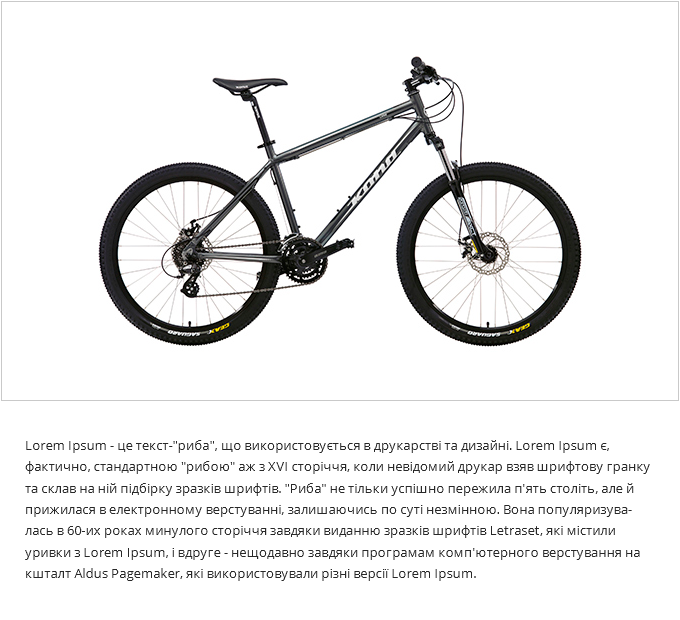 KONA
GEAX SAGUARO
GEAX SAGUARO
Lorem Ipsum - це текст-"риба", що використовується в друкарстві та дизайні. Lorem Ipsum є,
фактично, стандартною "рибою" аж з XVI сторіччя, коли невідомий друкар взяв шрифтову гранку
та склав на ній підбірку зразків шрифтів. "Риба" не тільки успішно пережила п'ять століть, але й
прижилася в електронному верстуванні, залишаючись по суті незмінною. Вона популяризува-
лась в 60-их роках минулого сторіччя завдяки виданню зразків шрифтів Letraset, які містили
уривки з Lorem Ipsum, і вдруге - нещодавно завдяки програмам комп'ютерного верстування на
кшталт Aldus Pagemaker, які використовували різні версії Lorem Ipsum.